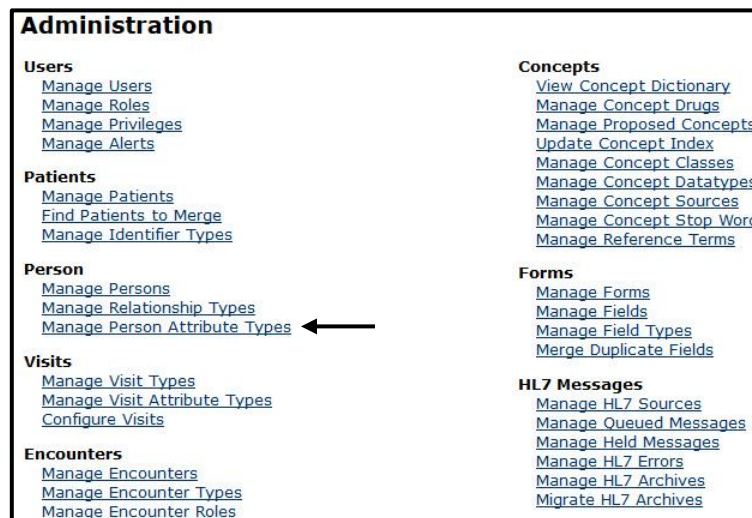 Administration
Users
Manage Users
Manage Roles
Manage Privileges
Manage Alerts
Patients
Manage Patients
Find Patients to Merge
Manage Identifier Types
Person
Manage Persons
Manage Relationship Types
Manage Person Attribute Types
Visits
Manage Visit Types
Manage Visit Attribute Types
Configure Visits
Encounters
Manage Encounters
Manage Encounter Types
Manage Encounter Roles
Concepts
View Concept Dictionary
Manage Concept Drugs
Manage Proposed Concepts
Update Concept Index
Manage Concept Classes
Manage Concept Datatypes
Manage Concept Sources
Manage Concept Stop Word
Manage Reference Terms
Forms
Manage Forms
Manage Fields
Manage Field Types
Merge Duplicate Fields
HL7 Messages
Manage HL7 Sources
Manage Queued Messages
Manage Held Messages
Manage HL7 Errors
Manage HL7 Archives
Migrate HL7 Archives